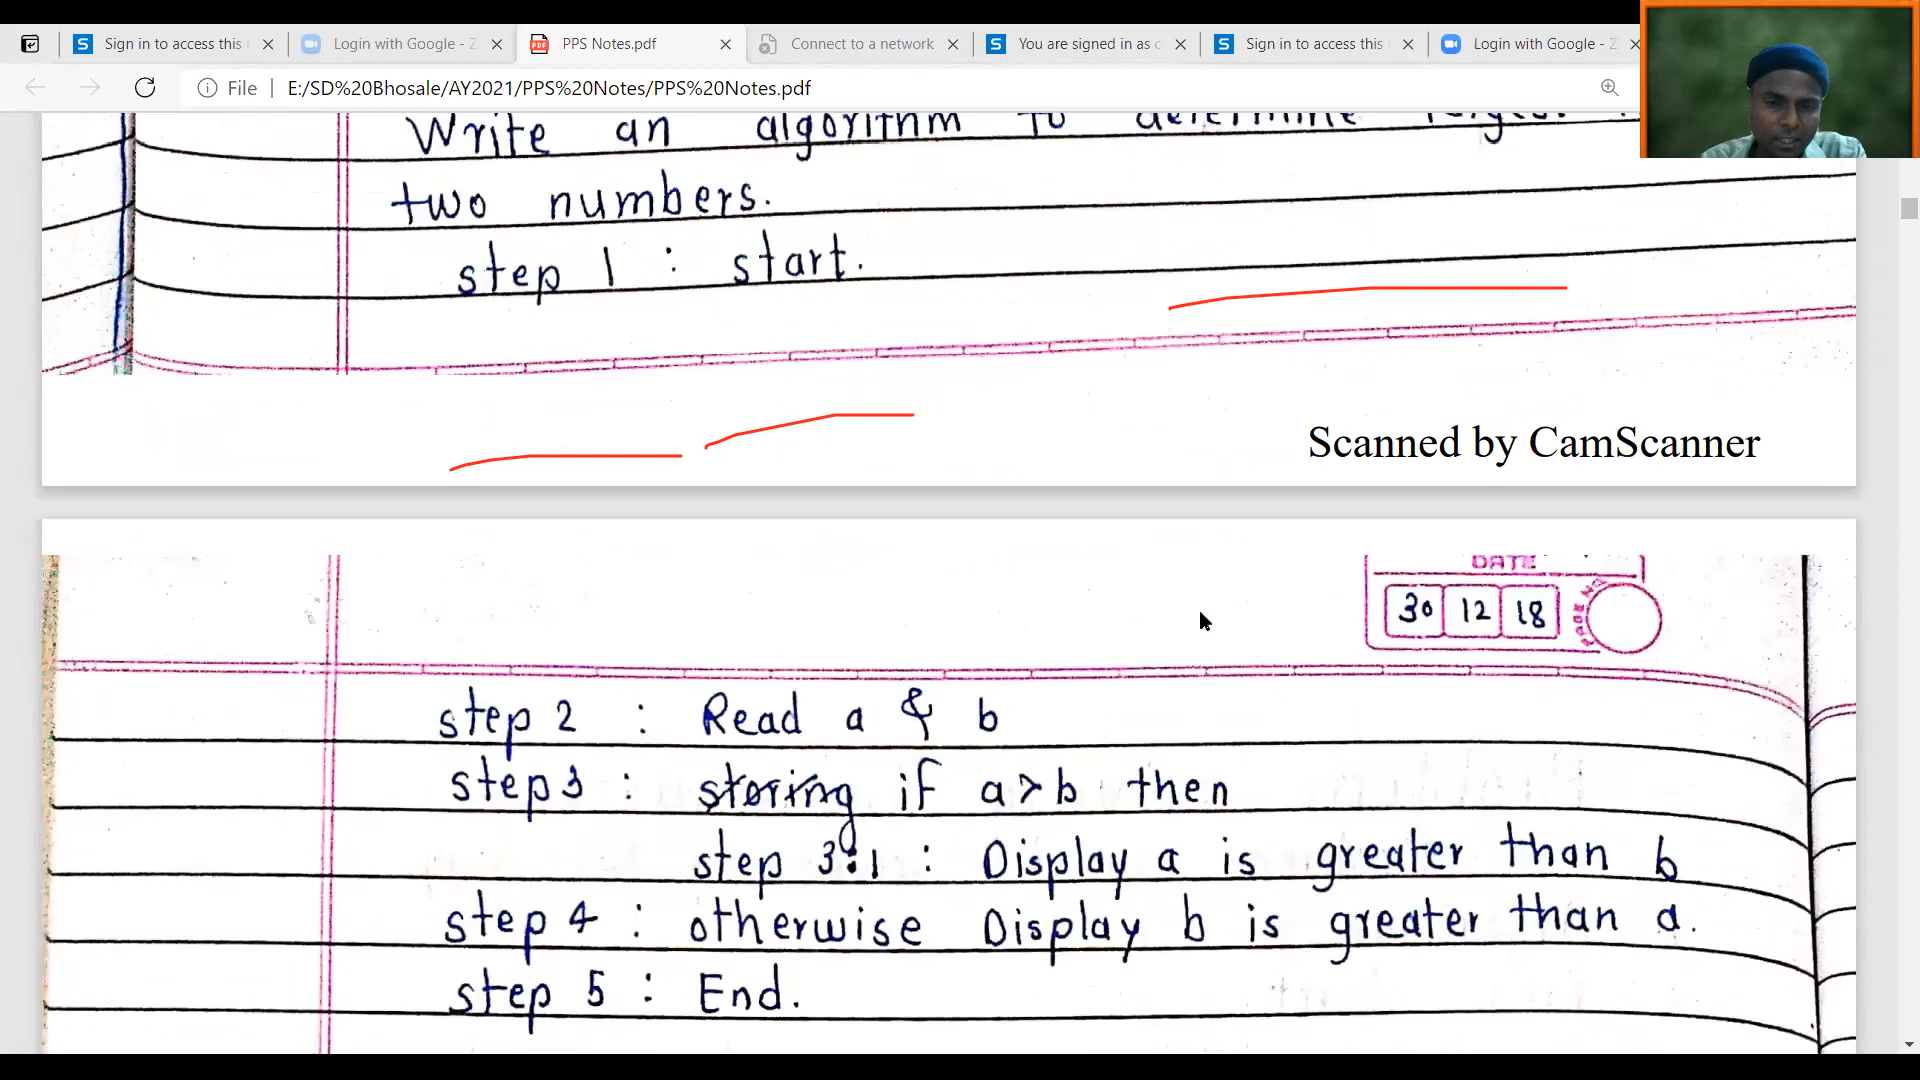 Sign in to access this
Login with Google - Z
PPS Notes.pdf
Connect to a network
You are signed in as c
Sign in to access this
Login with Google - Z
File
E:/SD%20Bhosale/AY2021/PPS%20Notes/PPS%20Notes.pdf
Write an algorithm to determine
two numbers.
step 1 : start.
Scanned by CamScanner
DATE
30 12 18
PAGE NO
step 2 : Read a & b
step 3 : storing if a > b then
step 3.1 : Display a is greater than b
step 4 : otherwise Display b is greater than a.
step 5 : End.